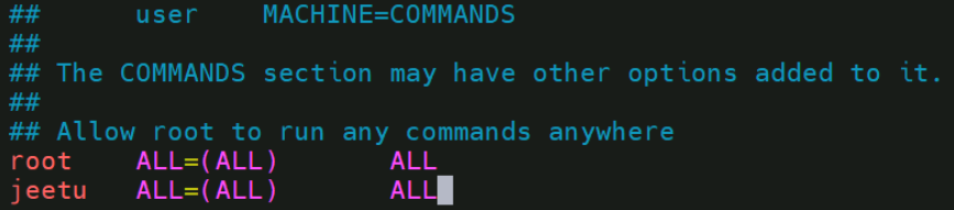 ##      user    MACHINE=COMMANDS
##
## The COMMANDS section may have other options added to it.
##
## Allow root to run any commands anywhere
root    ALL=(ALL)       ALL
jeetu   ALL=(ALL)       ALL